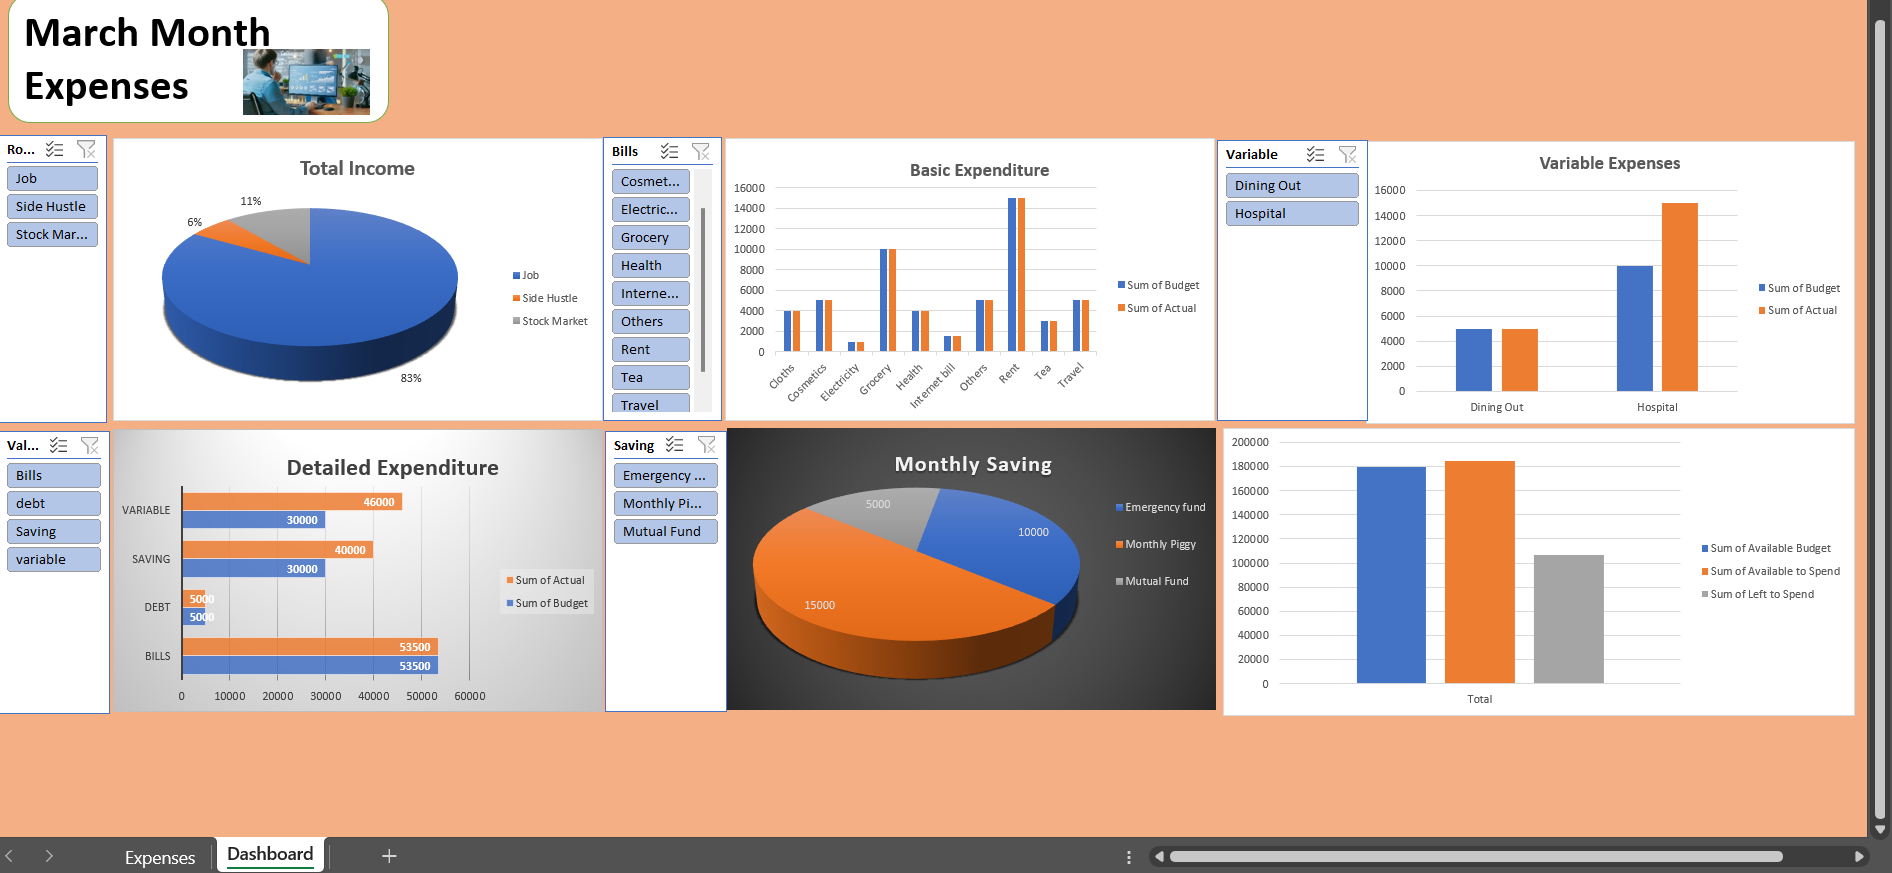 March Month
Expenses
Ro...
Job
Side Hustle
Stock Mar...
Total Income
11%
6%
83%
Job
Side Hustle
Stock Market
Bills
Cosmet...
Electric...
Grocery
Health
Interne...
Others
Rent
Tea
Travel
Basic Expenditure
16000
14000
12000
10000
8000
6000
4000
2000
0
Cloths
Cosmetics
Electricity
Grocery
Health
Internet bill
Others
Rent
Tea
Travel
Sum of Budget
Sum of Actual
Variable
Dining Out
Hospital
Variable Expenses
16000
14000
12000
10000
8000
6000
4000
2000
0
Dining Out
Hospital
Sum of Budget
Sum of Actual
Val...
Bills
debt
Saving
variable
Detailed Expenditure
VARIABLE
46000
30000
SAVING
40000
30000
DEBT
5000
5000
BILLS
53500
53500
0 10000 20000 30000 40000 50000 60000
Sum of Actual
Sum of Budget
Saving
Emergency ...
Monthly Pi...
Mutual Fund
Monthly Saving
5000
10000
15000
Emergency fund
Monthly Piggy
Mutual Fund
200000
180000
160000
140000
120000
100000
80000
60000
40000
20000
0
Total
Sum of Available Budget
Sum of Available to Spend
Sum of Left to Spend
Expenses
Dashboard